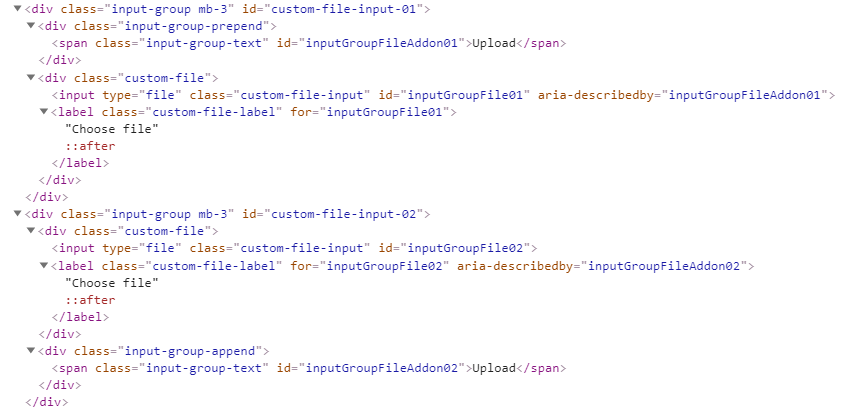 <div class="input-group mb-3" id="custom-file-input-01">
<div class="input-group-prepend">
<span class="input-group-text" id="inputGroupFileAddon01">Upload</span>
</div>
<div class="custom-file">
<input type="file" class="custom-file-input" id="inputGroupFile01" aria-describedby="inputGroupFileAddon01">
<label class="custom-file-label" for="inputGroupFile01">
"Choose file"
::after
</label>
</div>
</div>
<div class="input-group mb-3" id="custom-file-input-02">
<div class="custom-file">
<input type="file" class="custom-file-input" id="inputGroupFile02">
<label class="custom-file-label" for="inputGroupFile02" aria-describedby="inputGroupFileAddon02">
"Choose file"
::after
</label>
</div>
<div class="input-group-append">
<span class="input-group-text" id="inputGroupFileAddon02">Upload</span>
</div>
</div>